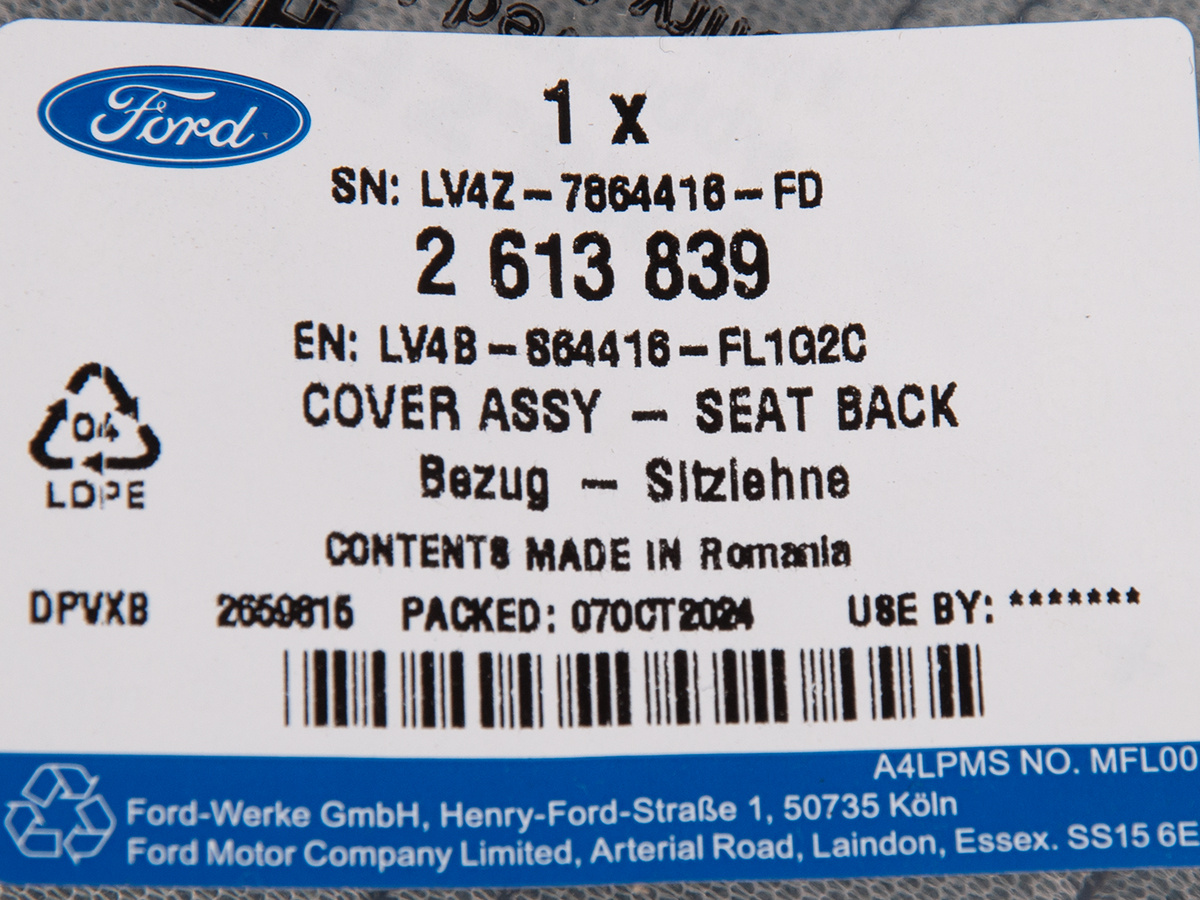 Ford
1 x
SN: LV4Z-7864416-FD
2 613 839
EN: LV4B-S64416-FL1G2C
COVER ASSY - SEAT BACK
Bezug - Sitzlehne
04
LDPE
CONTENTS MADE IN Romania
DPVXB 2659815 PACKED: 07OCT2024 USE BY: *******
A4LPMS NO. MFL00
Ford-Werke GmbH, Henry-Ford-Straße 1, 50735 Köln
Ford Motor Company Limited, Arterial Road, Laindon, Essex. SS15 6E